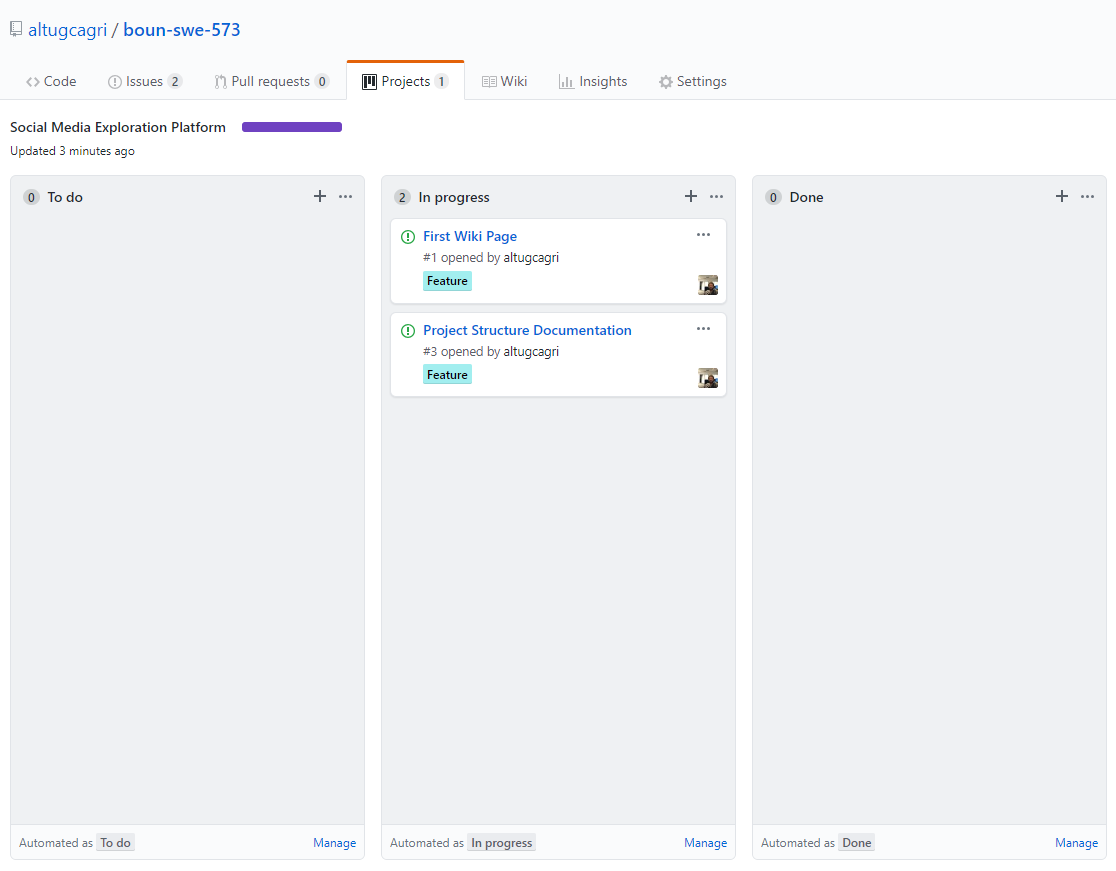 altugcagri / boun-swe-573
Code Issues 2 Pull requests 0 Projects 1 Wiki Insights Settings
Social Media Exploration Platform
Updated 3 minutes ago
0 To do
Automated as To do Manage
2 In progress
First Wiki Page
#1 opened by altugcagri
Feature
Project Structure Documentation
#3 opened by altugcagri
Feature
Automated as In progress Manage
0 Done
Automated as Done Manage